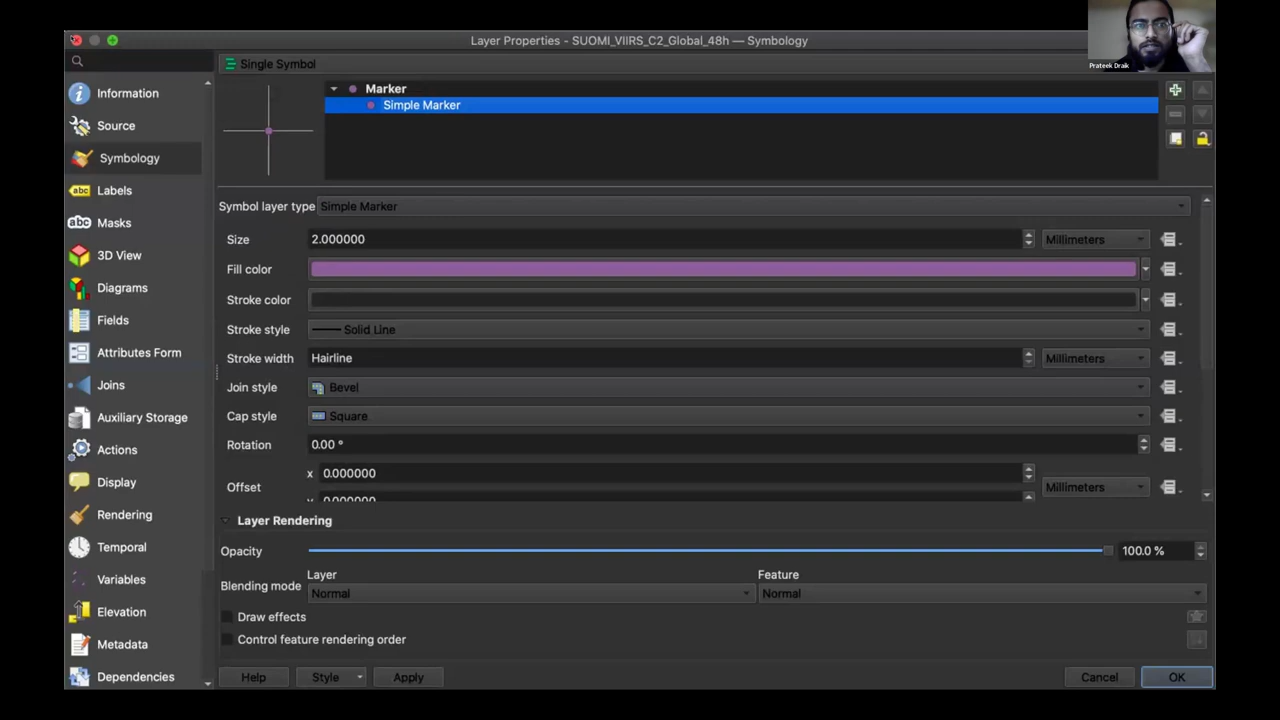 Layer Properties - SUOMI_VIIRS_C2_Global_48h — Symbology
Prateek Draik
Single Symbol
Information
Source
Symbology
Labels
Masks
3D View
Diagrams
Fields
Attributes Form
Joins
Auxiliary Storage
Actions
Display
Rendering
Temporal
Variables
Elevation
Metadata
Dependencies
Marker
Simple Marker
Symbol layer type Simple Marker
Size 2.000000 Millimeters
Fill color
Stroke color
Stroke style Solid Line
Stroke width Hairline Millimeters
Join style Bevel
Cap style Square
Rotation 0.00 °
x 0.000000
Offset Millimeters
y 0.000000
Layer Rendering
Opacity 100.0 %
Layer Feature
Blending mode Normal Normal
Draw effects
Control feature rendering order
Help Style Apply Cancel OK